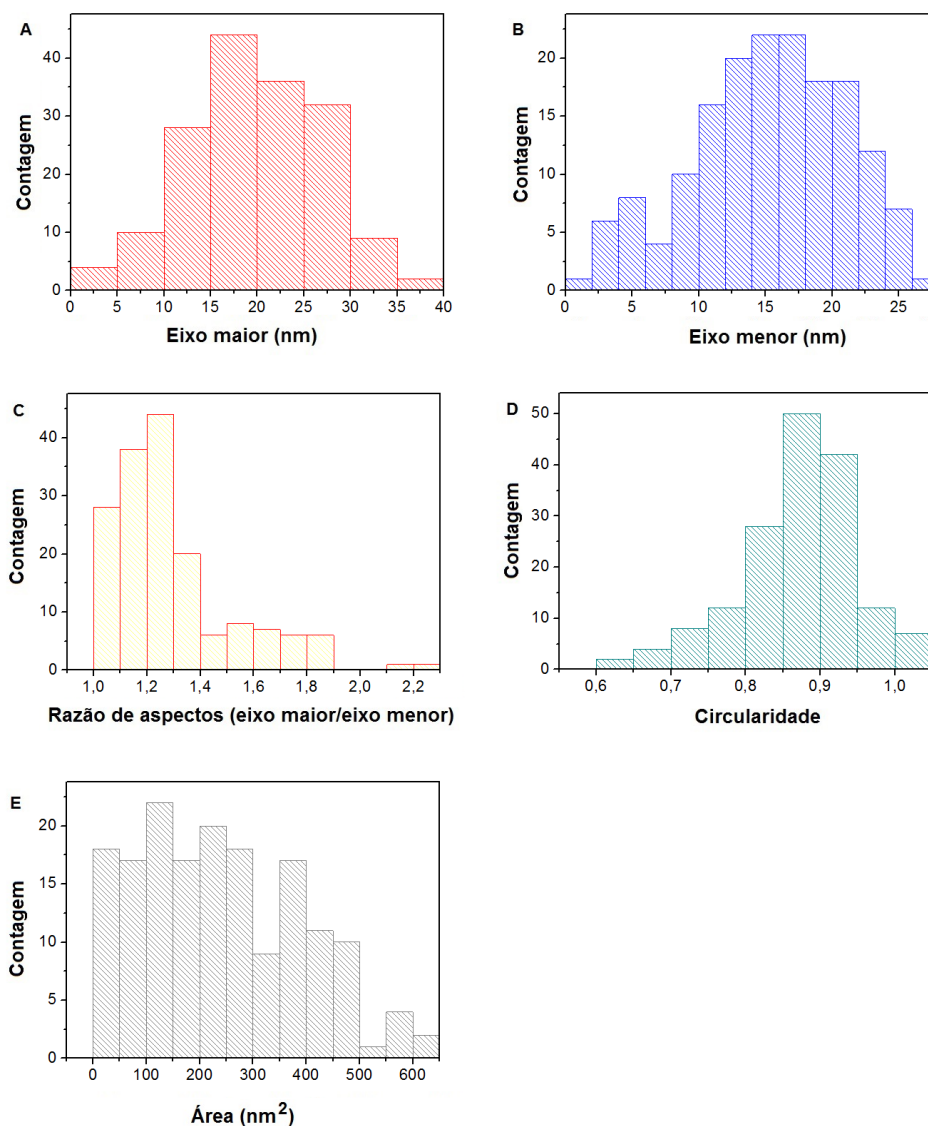 A
Contagem
40
30
20
10
0
0 5 10 15 20 25 30 35 40
Eixo maior (nm)
B
Contagem
20
15
10
5
0
0 5 10 15 20 25
Eixo menor (nm)
C
Contagem
40
30
20
10
0
1,0 1,2 1,4 1,6 1,8 2,0 2,2
Razão de aspectos (eixo maior/eixo menor)
D
Contagem
50
40
30
20
10
0
0,6 0,7 0,8 0,9 1,0
Circularidade
E
Contagem
20
15
10
5
0
0 100 200 300 400 500 600
Área (nm²)